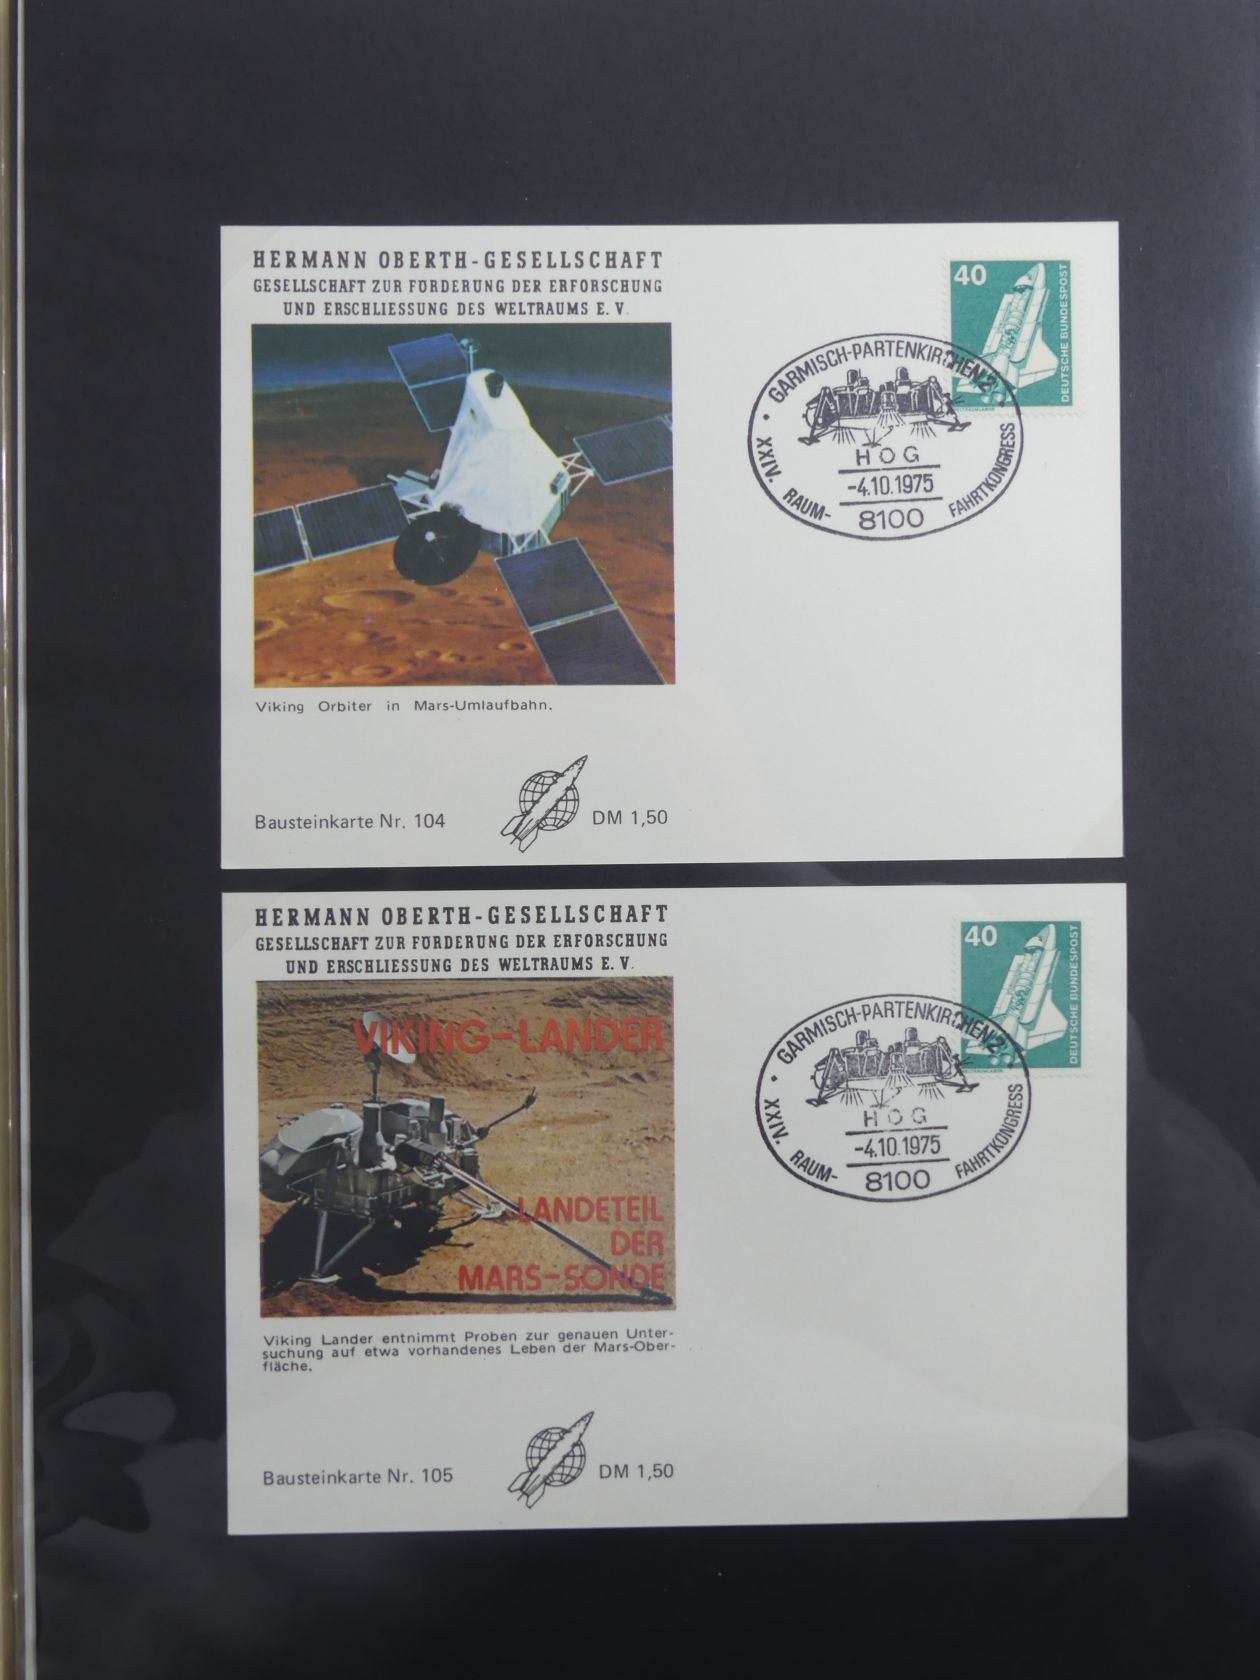 HERMANN OBERTH-GESELLSCHAFT
GESELLSCHAFT ZUR FÖRDERUNG DER ERFORSCHUNG
UND ERSCHLIESSUNG DES WELTRAUMS E. V.
40
DEUTSCHE BUNDESPOST
WELTRAUMLABOR
GARMISCH-PARTENKIRCHEN 2
XXIV. RAUM-
FAHRTKONGRESS
HOG
-4.10.1975
8100
Viking Orbiter in Mars-Umlaufbahn.
Bausteinkarte Nr. 104
DM 1,50
HERMANN OBERTH-GESELLSCHAFT
GESELLSCHAFT ZUR FÖRDERUNG DER ERFORSCHUNG
UND ERSCHLIESSUNG DES WELTRAUMS E. V.
40
DEUTSCHE BUNDESPOST
WELTRAUMLABOR
GARMISCH-PARTENKIRCHEN 2
XXIV. RAUM-
FAHRTKONGRESS
HOG
-4.10.1975
8100
VIKING-LANDER
LANDETEIL
DER
MARS-SONDE
Viking Lander entnimmt Proben zur genauen Unter-
suchung auf etwa vorhandenes Leben der Mars-Ober-
fläche.
Bausteinkarte Nr. 105
DM 1,50